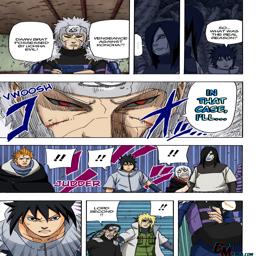 SO...
WHAT WAS
THE REAL
REASON?
VENGEANCE
AGAINST
KONOHA?
DAMN BRAT
POSSESSED
BY UCHIHA
EVIL!
VWOOSH
IN
THAT
CASE,
I'LL...
!!
!!
!!
JUDDER
LORD
SECOND!